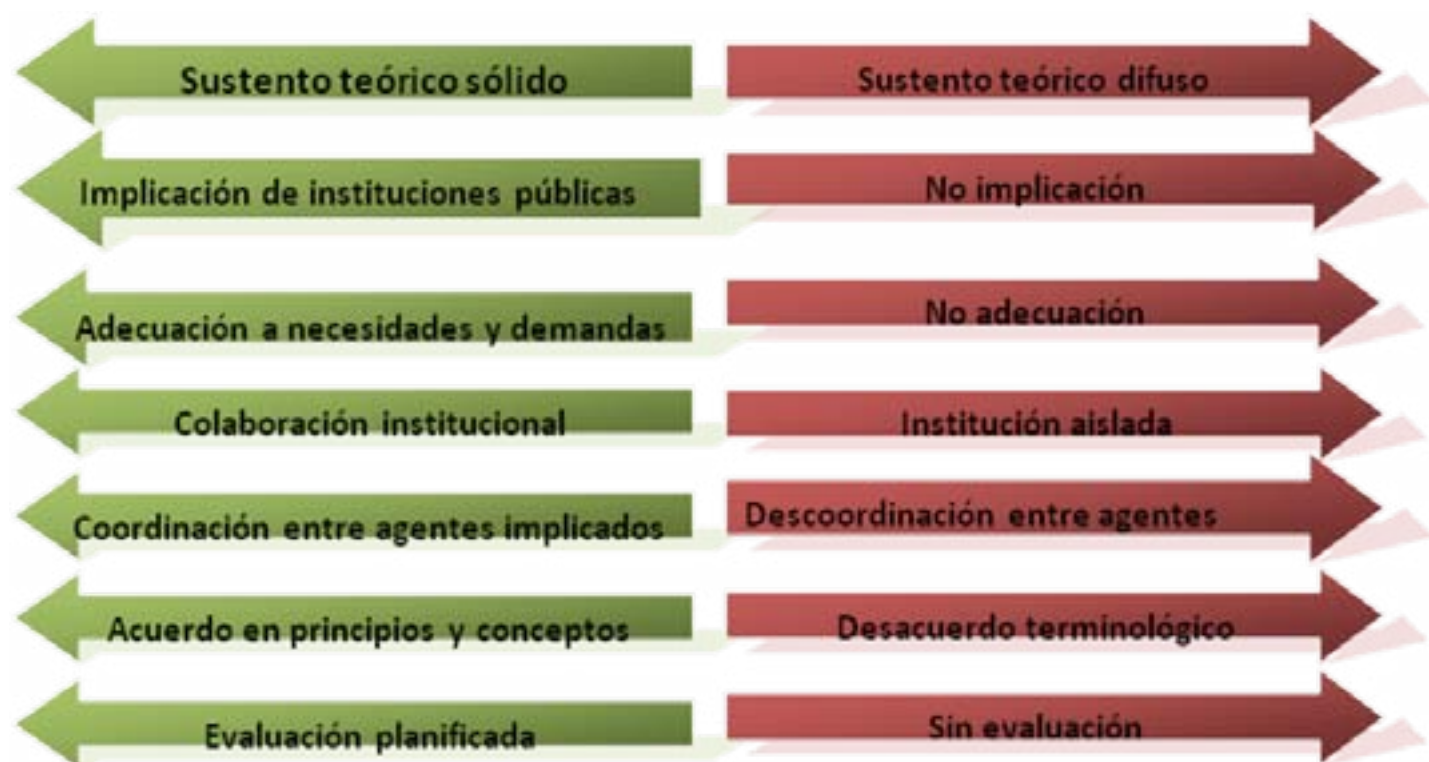 Sustento teórico sólido
Sustento teórico difuso
Implicación de instituciones públicas
No implicación
Adecuación a necesidades y demandas
No adecuación
Colaboración institucional
Institución aislada
Coordinación entre agentes implicados
Descoordinación entre agentes
Acuerdo en principios y conceptos
Desacuerdo terminológico
Evaluación planificada
Sin evaluación